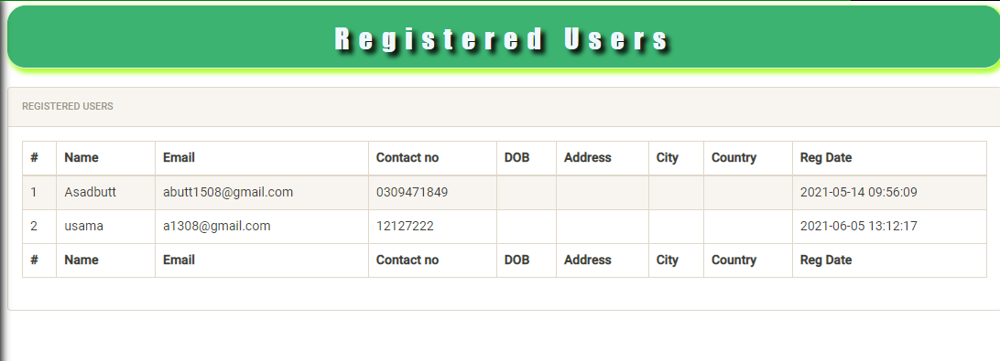 Registered Users
REGISTERED USERS
# Name Email Contact no DOB Address City Country Reg Date
1 Asadbutt abutt1508@gmail.com 0309471849 2021-05-14 09:56:09
2 usama a1308@gmail.com 12127222 2021-06-05 13:12:17
# Name Email Contact no DOB Address City Country Reg Date